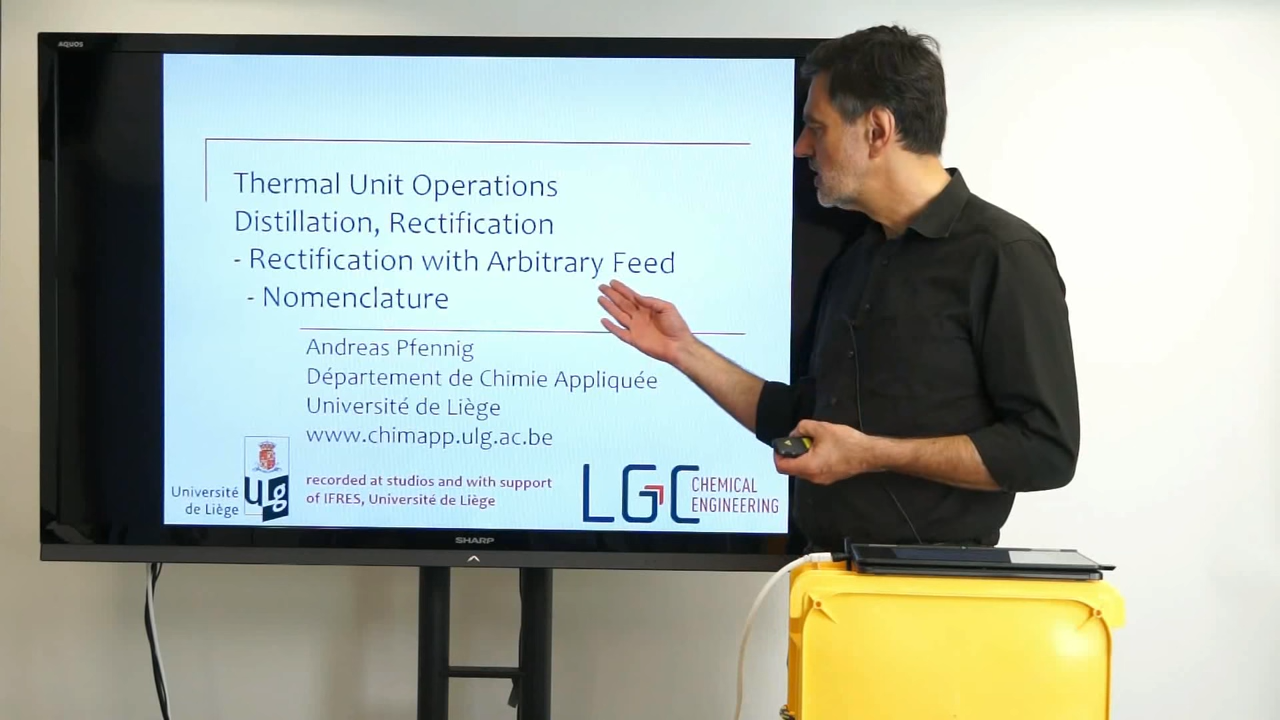 AQUOS
Thermal Unit Operations
Distillation, Rectification
- Rectification with Arbitrary Feed
- Nomenclature
Andreas Pfennig
Département de Chimie Appliquée
Université de Liège
www.chimapp.ulg.ac.be
Université
de Liège
ulg
recorded at studios and with support
of IFRES, Université de Liège
LGC
CHEMICAL
ENGINEERING
SHARP